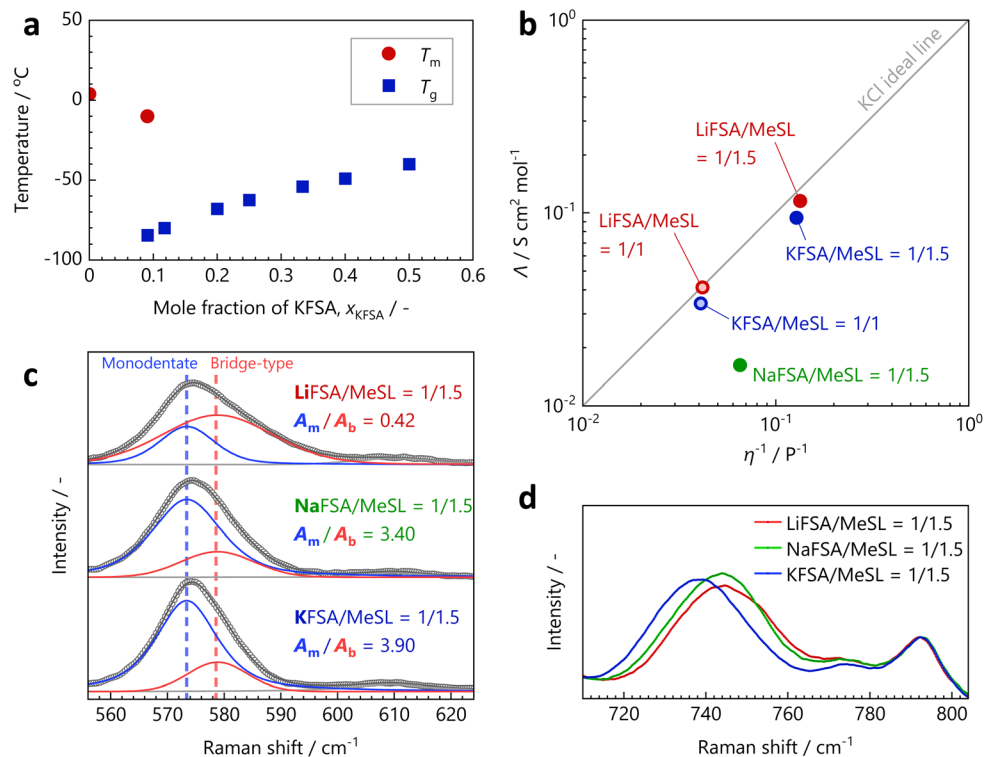 a
50
0
-50
-100
Temperature / °C
Tm
Tg
0
0.1
0.2
0.3
0.4
0.5
0.6
Mole fraction of KFSA, xKFSA / -
b
10⁰
10⁻¹
10⁻²
Λ / S cm² mol⁻¹
KCl ideal line
LiFSA/MeSL
= 1/1.5
LiFSA/MeSL
= 1/1
KFSA/MeSL = 1/1.5
KFSA/MeSL = 1/1
NaFSA/MeSL = 1/1.5
10⁻²
10⁻¹
10⁰
η⁻¹ / P⁻¹
c
Monodentate
Bridge-type
LiFSA/MeSL = 1/1.5
Am / Ab = 0.42
NaFSA/MeSL = 1/1.5
Am / Ab = 3.40
KFSA/MeSL = 1/1.5
Am / Ab = 3.90
Intensity / -
560
570
580
590
600
610
620
Raman shift / cm⁻¹
d
LiFSA/MeSL = 1/1.5
NaFSA/MeSL = 1/1.5
KFSA/MeSL = 1/1.5
Intensity / -
720
740
760
780
800
Raman shift / cm⁻¹